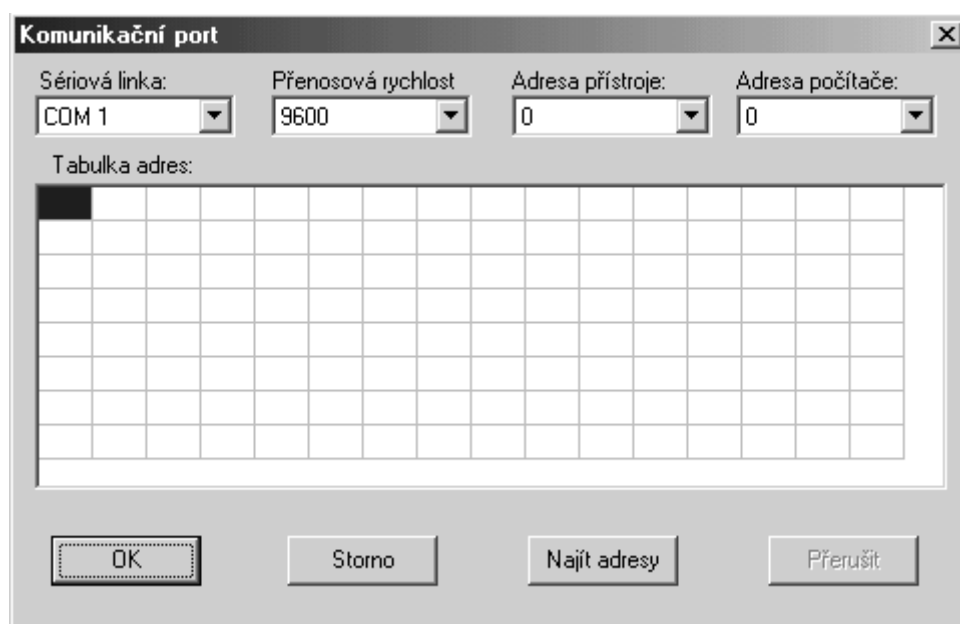 Komunikační port
Sériová linka: Přenosová rychlost Adresa přístroje: Adresa počítače:
COM 1 9600 0 0
Tabulka adres:
OK Storno Najít adresy Přerušit